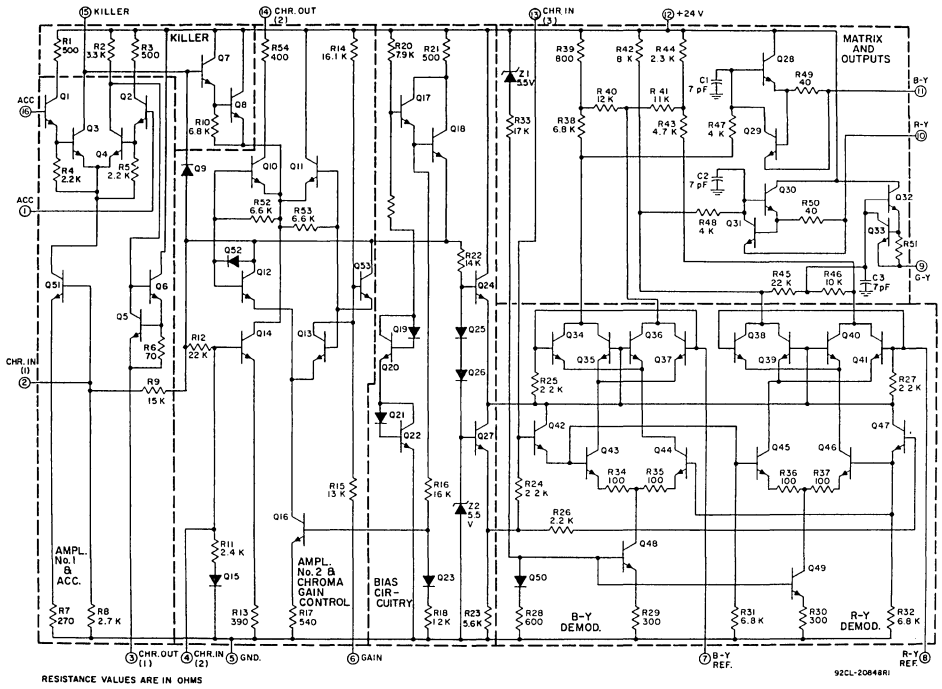 15 KILLER
14 CHR. OUT (2)
13 CHR. IN (3)
12 +24 V
R1 500
R2 3.3 K
R3 500
KILLER
Q7
R54 400
R14 16.1 K
R20 7.9 K
R21 500
Z1 5.5V
R39 800
R42 8 K
R44 2.3 K
MATRIX AND OUTPUTS
Q28
C1 7 pF
R49 40
B-Y
11
ACC 16
Q1
Q2
Q3
Q4
Q8
R10 6.8 K
Q17
Q18
R33 17 K
R40 12 K
R41 11 K
R38 6.8 K
R43 4.7 K
R47 4 K
Q29
R-Y
10
R4 2.2 K
R5 2.2 K
Q9
Q10
Q11
C2 7 pF
Q30
Q32
ACC 1
R52 6.6 K
R53 6.6 K
R48 4 K
Q31
R50 40
Q33
R51
9
G-Y
Q51
Q6
Q52
Q12
Q53
R22 14 K
Q24
R45 22 K
R46 10 K
C3 7pF
Q5
R6 70
R12 22 K
Q14
Q13
Q19
Q20
Q25
Q34
Q35
Q36
Q37
Q38
Q39
Q40
Q41
CHR. IN (1)
2
R9 15 K
Q26
R25 2.2 K
R27 2.2 K
Q21
Q22
Q27
Q42
Q43
Q44
Q45
Q46
Q47
R15 13 K
R16 16 K
Z2 5.5 V
R24 2.2 K
R34 100
R35 100
R36 100
R37 100
R26 2.2 K
Q16
R11 2.4 K
Q48
AMPL. No. 1 & ACC.
Q15
AMPL. No. 2 & CHROMA GAIN CONTROL
BIAS CIR- CUITRY
Q23
Q50
Q49
R7 270
R8 2.7 K
R13 390
R17 540
R18 1.2 K
R23 5.6K
R28 600
B-Y DEMOD.
R29 300
R31 6.8 K
R30 300
R-Y DEMOD.
R32 6.8 K
3 CHR. OUT (1)
4 CHR. IN (2)
5 GND.
6 GAIN
7 B-Y REF.
R-Y REF. 8
RESISTANCE VALUES ARE IN OHMS
92CL-20848R1